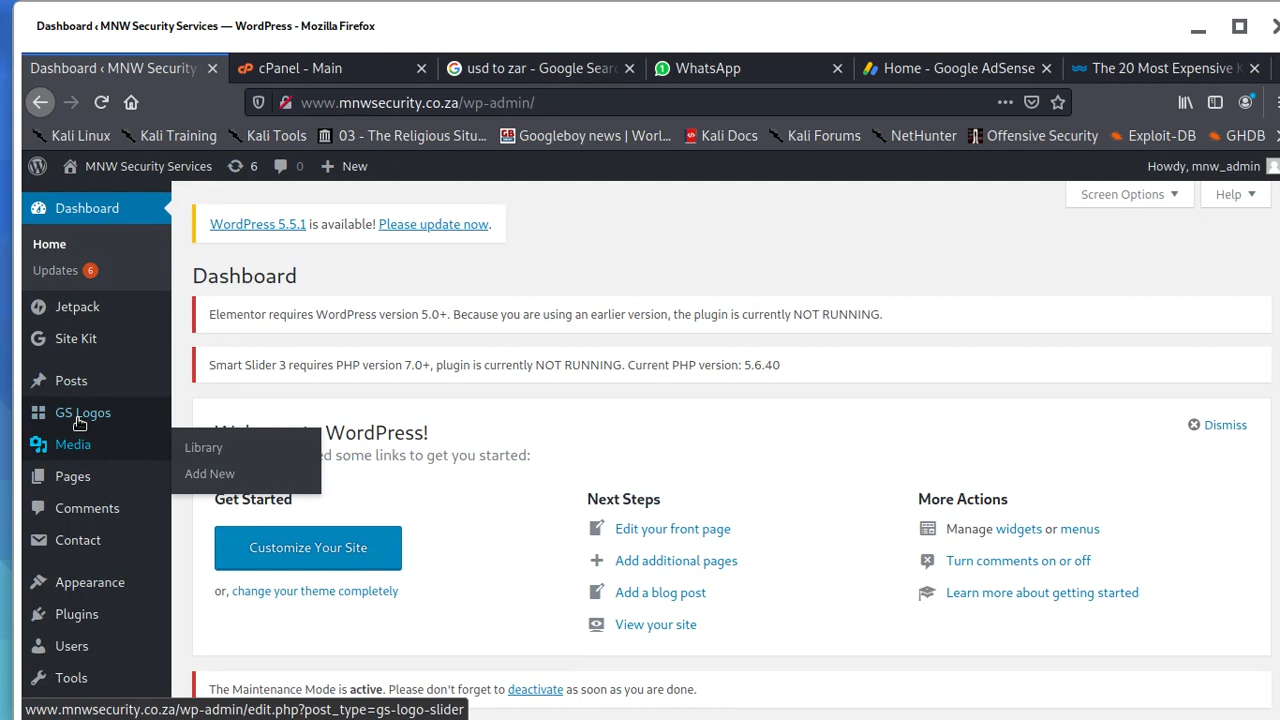 Dashboard ‹ MNW Security Services — WordPress - Mozilla Firefox
Dashboard ‹ MNW Security
cPanel - Main
usd to zar - Google Sear
WhatsApp
Home - Google AdSense
The 20 Most Expensive K
www.mnwsecurity.co.za/wp-admin/
Kali Linux
Kali Training
Kali Tools
03 - The Religious Situ...
Googleboy news | Worl...
Kali Docs
Kali Forums
NetHunter
Offensive Security
Exploit-DB
GHDB
MNW Security Services
6
0
New
Howdy, mnw_admin
Dashboard
Screen Options
Help
WordPress 5.5.1 is available! Please update now.
Home
Updates 6
Dashboard
Jetpack
Elementor requires WordPress version 5.0+. Because you are using an earlier version, the plugin is currently NOT RUNNING.
Site Kit
Smart Slider 3 requires PHP version 7.0+, plugin is currently NOT RUNNING. Current PHP version: 5.6.40
Posts
GS Logos
Media
Pages
Comments
Contact
Appearance
Plugins
Users
Tools
Library
Add New
WordPress!
Dismiss
some links to get you started:
Get Started
Customize Your Site
or, change your theme completely
Next Steps
Edit your front page
Add additional pages
Add a blog post
View your site
More Actions
Manage widgets or menus
Turn comments on or off
Learn more about getting started
The Maintenance Mode is active. Please don't forget to deactivate as soon as you are done.
www.mnwsecurity.co.za/wp-admin/edit.php?post_type=gs-logo-slider